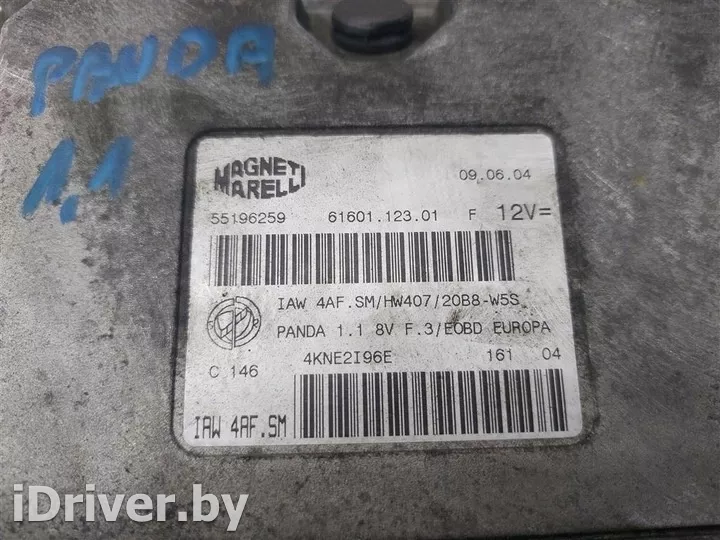 PANDA
1,1
MAGNETI
MARELLI
09.06.04
55196259 61601.123.01 F 12V=
IAW 4AF.SM/HW407/20B8-W5S
PANDA 1.1 8V F.3/EOBD EUROPA
4KNE2I96E 161 04
C 146
IAW 4AF.SM
iDriver.by